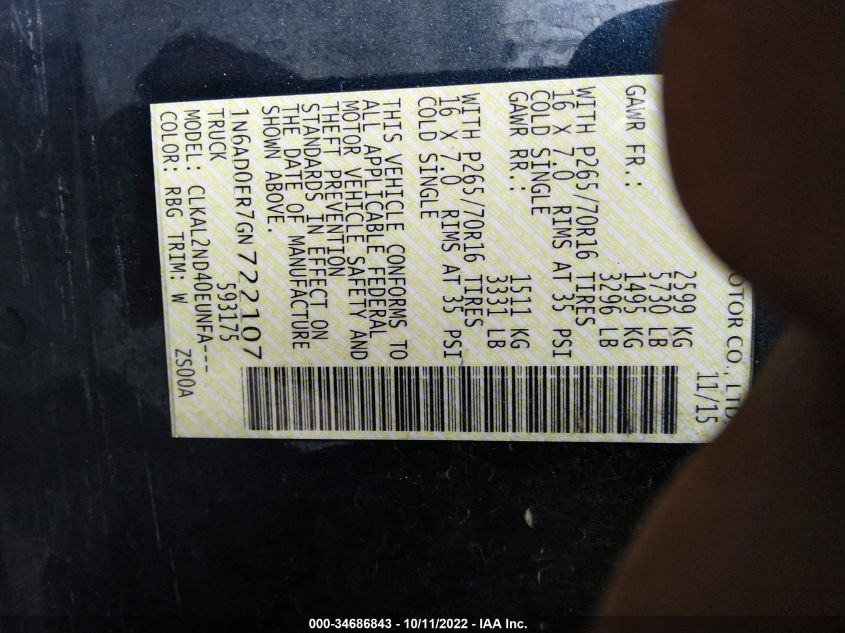 OTOR CO., LTD.
11/15
2599 KG
5730 LB
GAWR FR.: 1495 KG
3296 LB
WITH P265/70R16 TIRES
16 X 7.0 RIMS AT 35 PSI
COLD SINGLE
GAWR RR.: 1511 KG
3331 LB
WITH P265/70R16 TIRES
16 X 7.0 RIMS AT 35 PSI
COLD SINGLE
THIS VEHICLE CONFORMS TO
ALL APPLICABLE FEDERAL
MOTOR VEHICLE SAFETY AND
THEFT PREVENTION
STANDARDS IN EFFECT ON
THE DATE OF MANUFACTURE
SHOWN ABOVE.
1N6AD0ER7GN722107
TRUCK 593175
MODEL: CLKAL2ND40EUNFA---
COLOR: RBG TRIM: W ZS00A
000-34686843 - 10/11/2022 - IAA Inc.